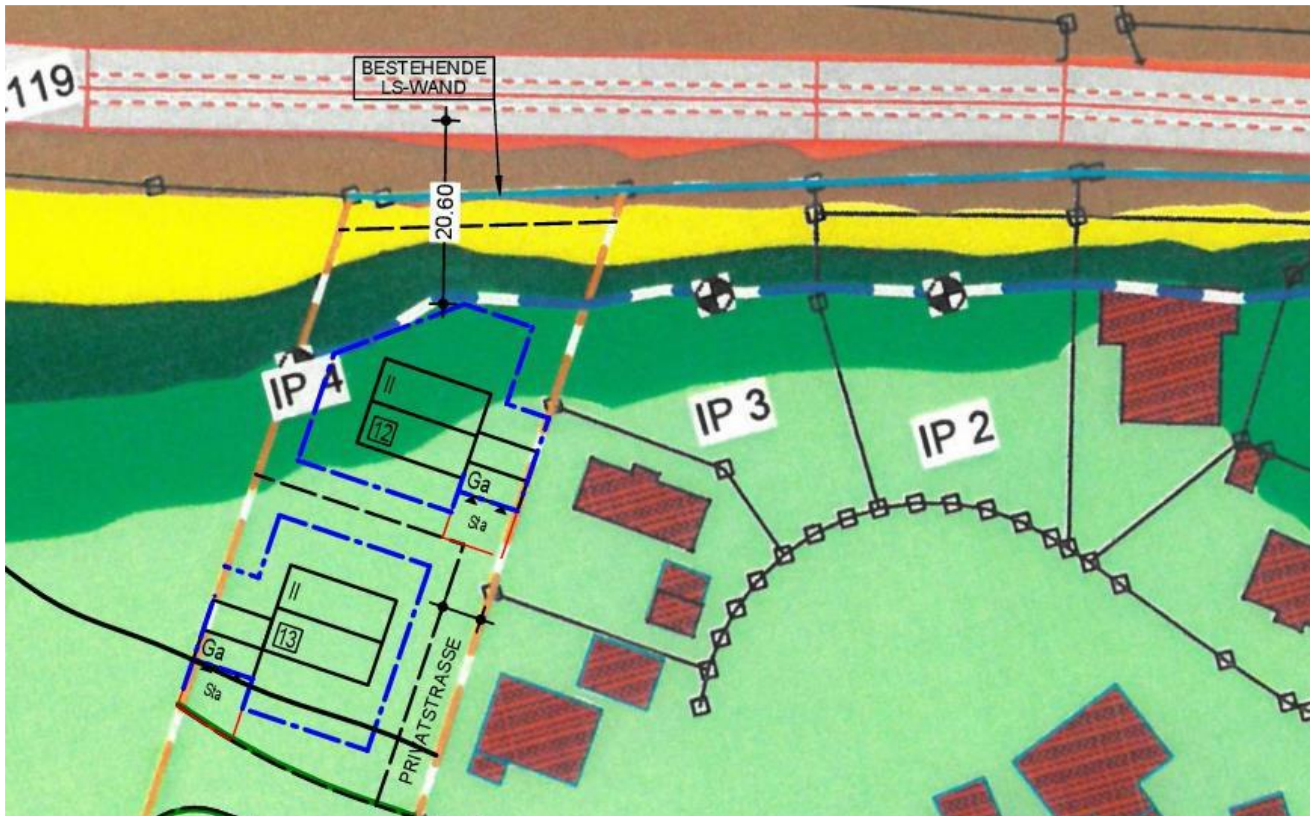 .119
BESTEHENDE
LS-WAND
20.60
IP 4
IP 3
IP 2
II
12
Ga
Sta
II
13
Ga
Sta
PRIVATSTRASSE